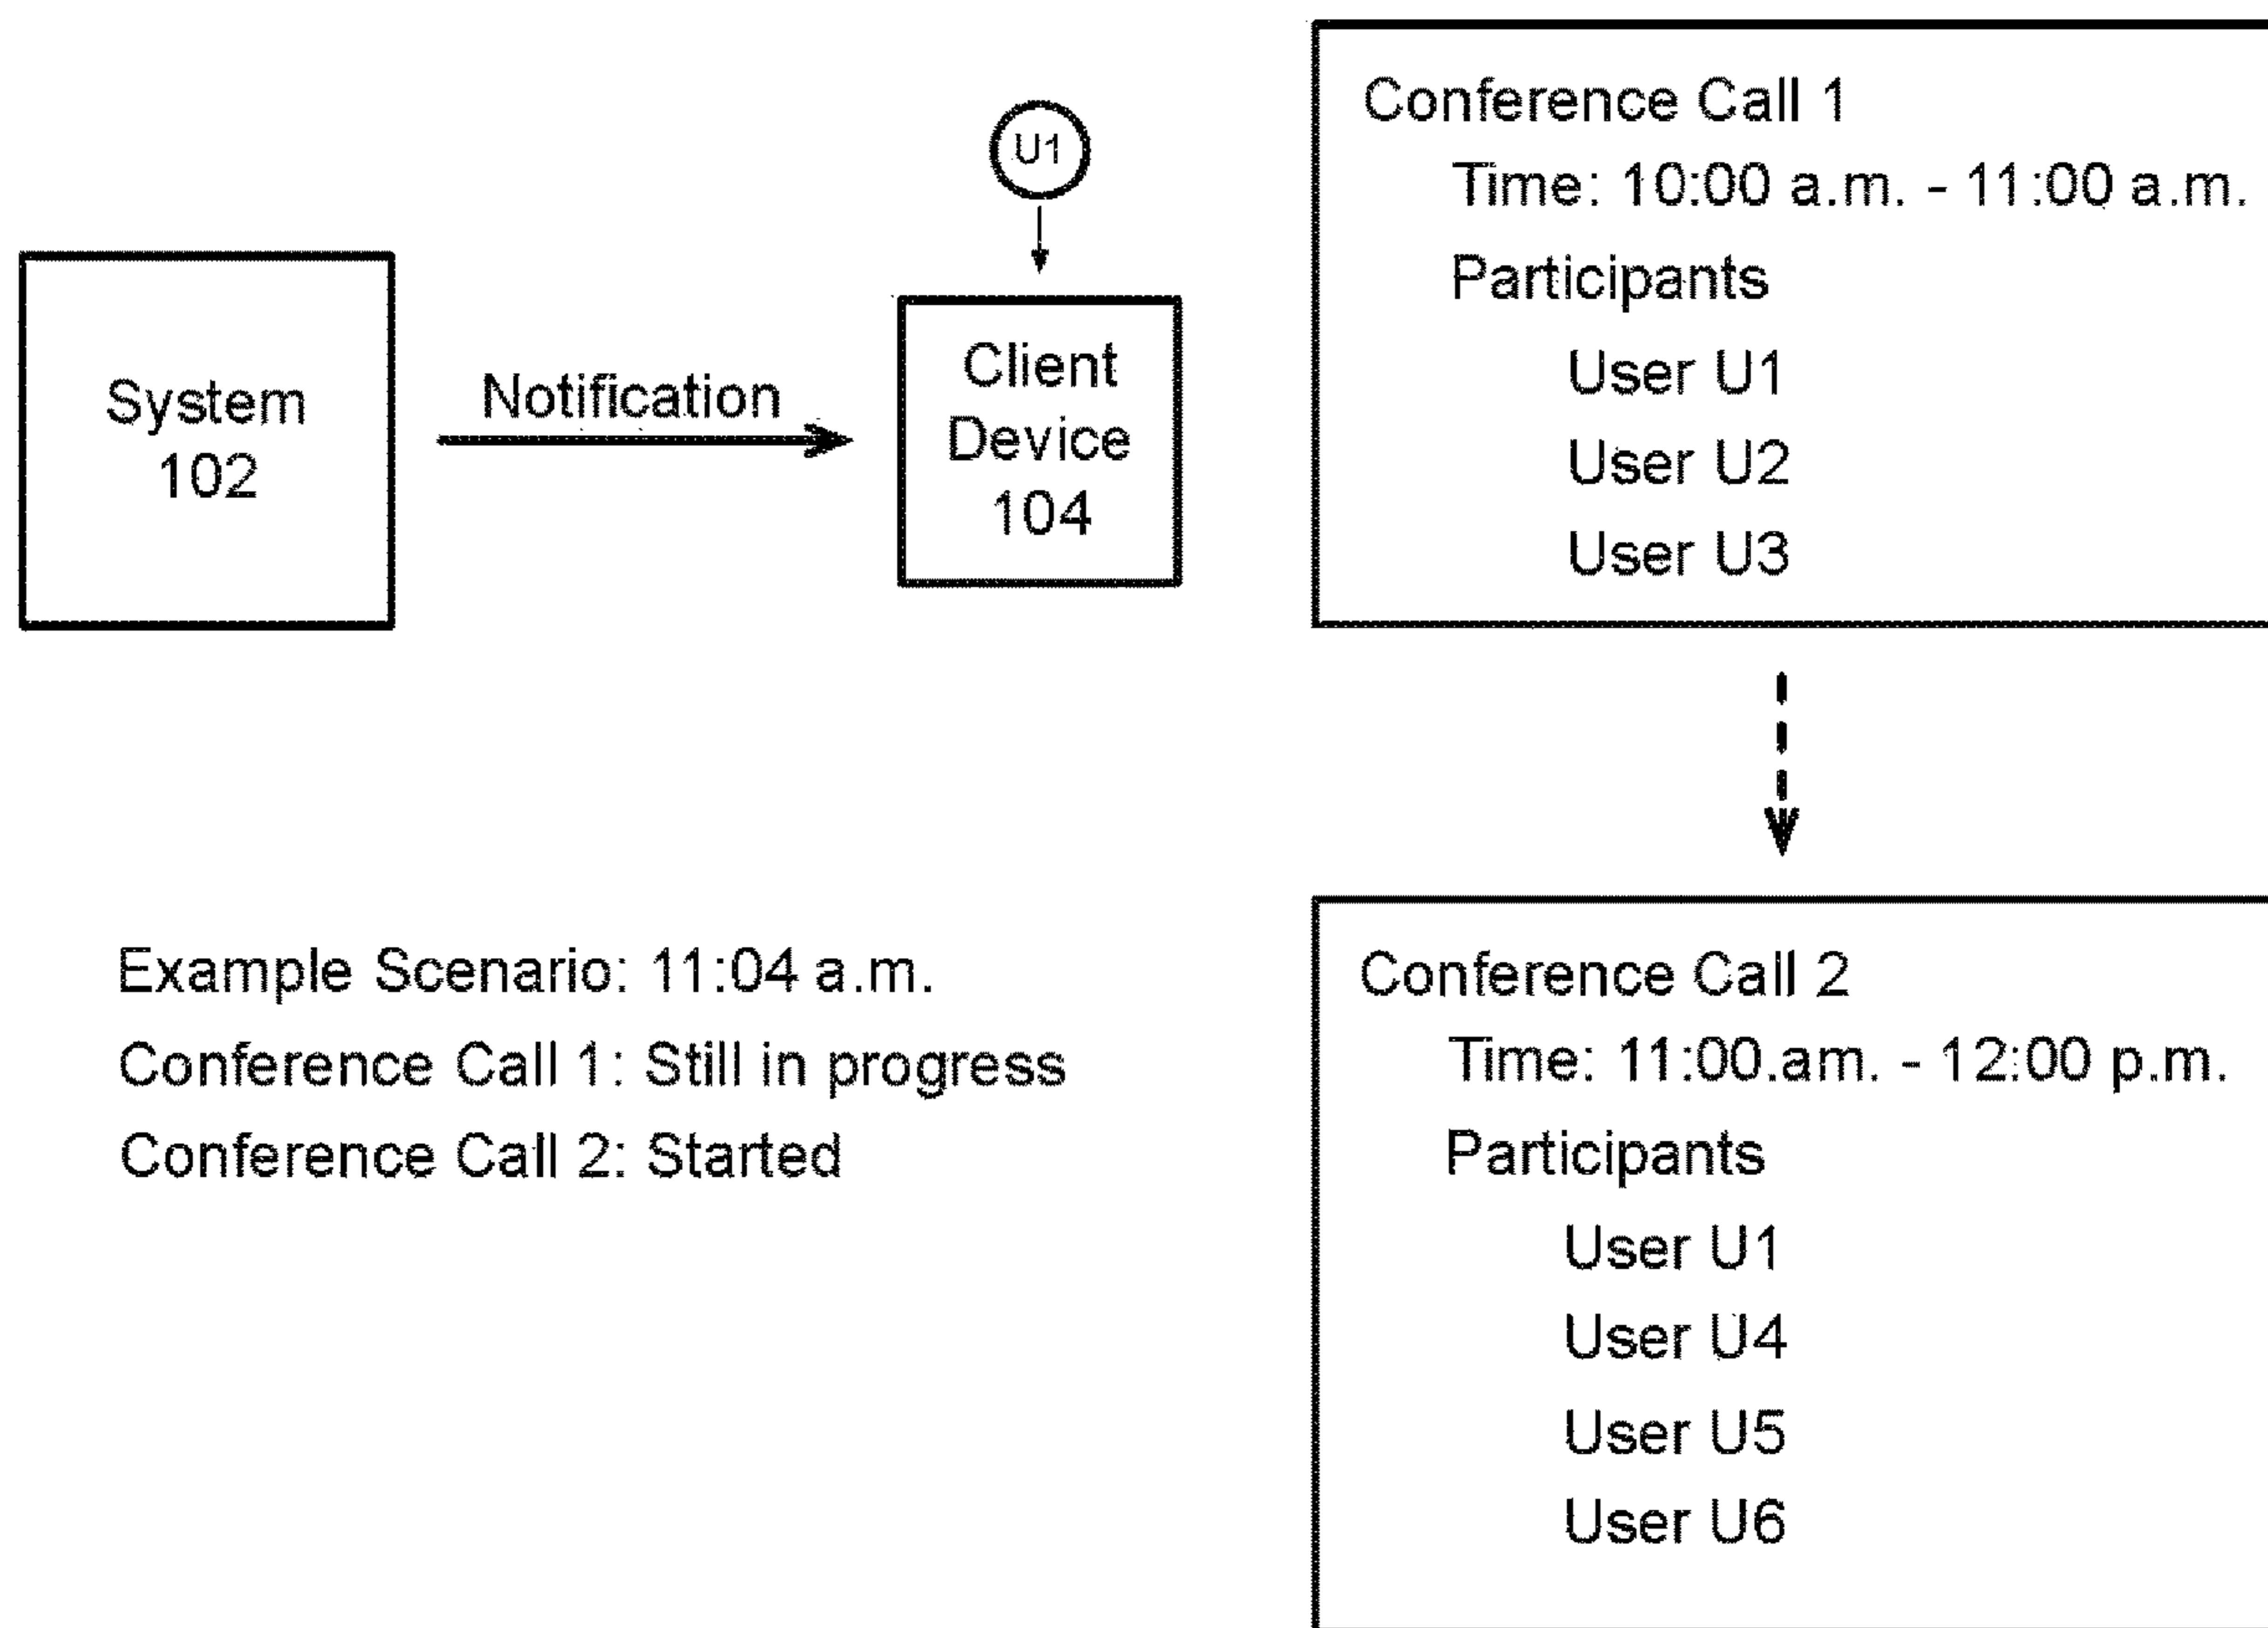 U1
System
102
Notification
Client
Device
104
Conference Call 1
Time: 10:00 a.m. - 11:00 a.m.
Participants
User U1
User U2
User U3
Example Scenario: 11:04 a.m.
Conference Call 1: Still in progress
Conference Call 2: Started
Conference Call 2
Time: 11:00.am. - 12:00 p.m.
Participants
User U1
User U4
User U5
User U6